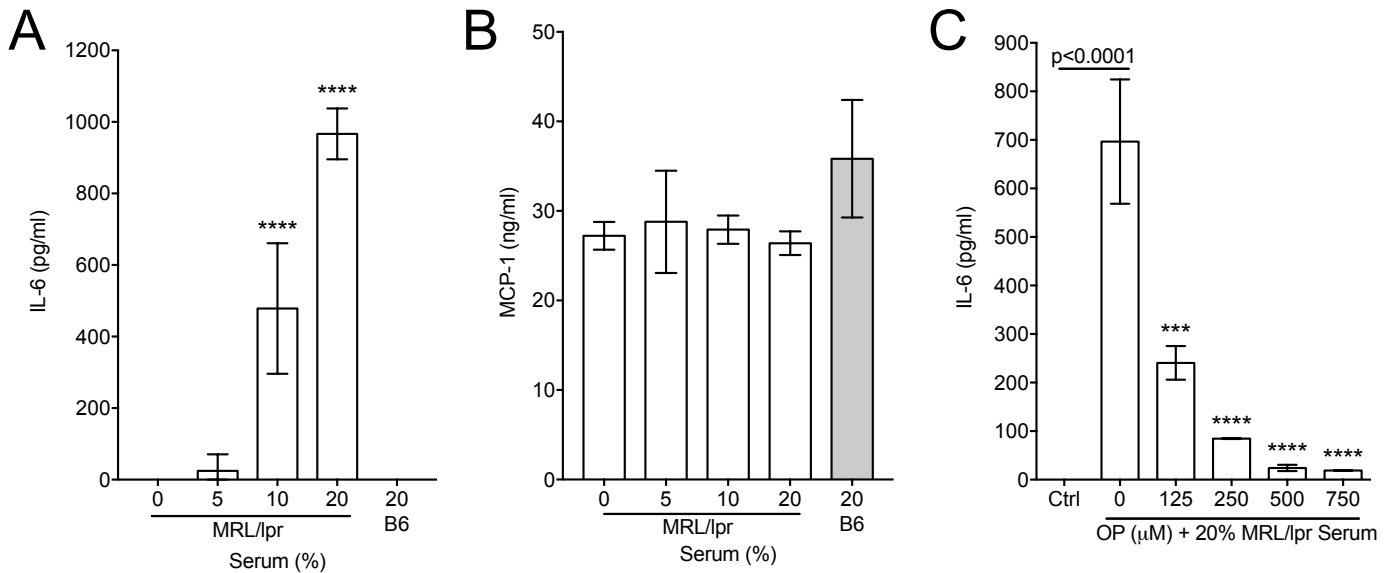 A
IL-6 (pg/ml)
1200
1000
800
600
400
200
0
****
****
0 5 10 20 20
MRL/lpr B6
Serum (%)
B
MCP-1 (ng/ml)
50
40
30
20
10
0
0 5 10 20 20
MRL/lpr B6
Serum (%)
C
IL-6 (pg/ml)
900
800
700
600
500
400
300
200
100
0
p<0.0001
***
****
****
****
Ctrl 0 125 250 500 750
OP (μM) + 20% MRL/lpr Serum